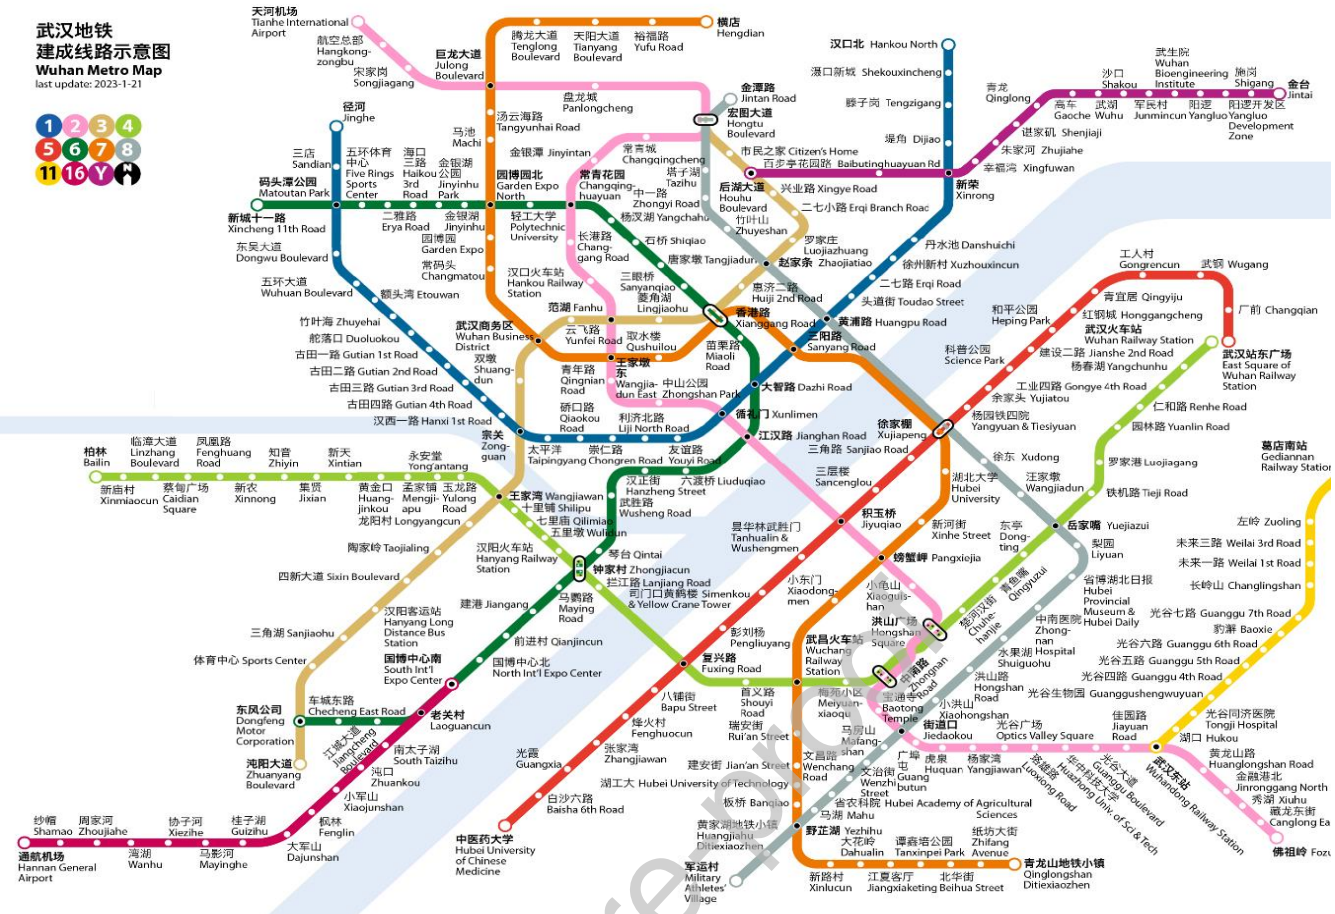 武汉地铁
建成线路示意图
Wuhan Metro Map
last update: 2023-1-21
1 2 3 4
5 6 7 8
11 16 Y
天河机场
Tianhe International
Airport
航空总部
Hangkong-
zongbu
宋家岗
Songjiagang
巨龙大道
Julong
Boulevard
腾龙大道
Tenglong
Boulevard
天阳大道
Tianyang
Boulevard
裕福路
Yufu Road
横店
Hengdian
盘龙城
Panlongcheng
金潭路
Jintan Road
宏图大道
Hongtu
Boulevard
汉口北 Hankou North
滠口新城 Shekouxincheng
滕子岗 Tengzigang
堤角 Dijiao
新荣
Xinrong
青龙
Qinglong
高车
Gaoche
沙口
Shakou
武湖
Wuhu
武生院
Wuhan
Bioengineering
Institute
军民村
Junmincun
阳逻
Yangluo
施岗
Shigang
阳逻开发区
Yangluo
Development
Zone
金台
Jintai
谌家矶 Shenjiaji
朱家河 Zhujiahe
幸福湾 Xingfuwan
百步亭花园路 Baibutinghuayuan Rd
后湖大道
Houhu
Boulevard
市民之家 Citizen's Home
兴业路 Xingye Road
二七小路 Erqi Branch Road
罗家庄
Luojiazhuang
赵家条 Zhaojiatiao
惠济二路
Huiji 2nd Road
香港路
Xianggang Road
径河
Jinghe
三店
Sandian
码头潭公园
Matoutan Park
新城十一路
Xincheng 11th Road
五环体育
中心
Five Rings
Sports
Center
海口
三路
Haikou
3rd
Road
金银湖
公园
Jinyinhu
Park
二雅路
Erya Road
金银湖
Jinyinhu
园博园北
Garden Expo
North
轻工大学
Polytechnic
University
常青花园
Changqing-
huayuan
汤云海路
Tangyunhai Road
马池
Machi
金银潭 Jinyintan
常青城
Changqingcheng
塔子湖
Tazihu
中一路
Zhongyi Road
竹叶山
Zhuyeshan
杨汊湖 Yangchahu
石桥 Shiqiao
唐家墩 Tangjiadun
三眼桥
Sanyanqiao
菱角湖
Lingjiaohu
园博园
Garden Expo
常码头
Changmatou
长港路
Chang-
gang Road
汉口火车站
Hankou Railway
Station
范湖 Fanhu
云飞路
Yunfei Road
武汉商务区
Wuhan Business
District
王家墩
东
Wangjia-
dun East
取水楼
Qushuilou
苗栗路
Miaoli
Road
三阳路
Sanyang Road
黄浦路 Huangpu Road
头道街 Toudao Street
二七路 Erqi Road
徐州新村 Xuzhouxincun
丹水池 Danshuichi
大智路 Dazhi Road
循礼门 Xunlimen
江汉路 Jianghan Road
中山公园
Zhongshan Park
青年路
Qingnian
Road
双墩
Shuang-
dun
东吴大道
Dongwu Boulevard
五环大道
Wuhuan Boulevard
额头湾 Etouwan
竹叶海 Zhuyehai
舵落口 Duoluokou
古田一路 Gutian 1st Road
古田二路 Gutian 2nd Road
古田三路 Gutian 3rd Road
古田四路 Gutian 4th Road
汉西一路 Hanxi 1st Road
宗关
Zong-
guan
太平洋
Taipingyang
硚口路
Qiaokou
Road
崇仁路
Chongren Road
利济北路
Liji North Road
友谊路
Youyi Road
六渡桥 Liuduqiao
汉正街
Hanzheng Street
武胜路
Wusheng Road
琴台 Qintai
钟家村 Zhongjiacun
拦江路 Lanjiang Road
司门口黄鹤楼 Simenkou
& Yellow Crane Tower
马鹦路
Maying
Road
建港 Jiangang
前进村 Qianjincun
国博中心北
North Int'l Expo Center
国博中心南
South Int'l
Expo Center
老关村
Laoguancun
柏林
Bailin
新庙村
Xinmiaocun
临漳大道
Linzhang
Boulevard
蔡甸广场
Caidian
Square
凤凰路
Fenghuang
Road
新农
Xinnong
知音
Zhiyin
集贤
Jixian
新天
Xintian
黄金口
Huang-
jinkou
孟家铺
Mengji-
apu
永安堂
Yong'antang
玉龙路
Yulong
Road
王家湾 Wangjiawan
十里铺 Shilipu
七里庙 Qilimiao
五里墩 Wulidun
汉阳火车站
Hanyang Railway
Station
龙阳村 Longyangcun
陶家岭 Taojialing
四新大道 Sixin Boulevard
汉阳客运站
Hanyang Long
Distance Bus
Station
三角湖 Sanjiaohu
体育中心 Sports Center
东风公司
Dongfeng
Motor
Corporation
沌阳大道
Zhuanyang
Boulevard
车城东路
Checheng East Road
江城大道
Jiangcheng
Boulevard
南太子湖
South Taizihu
沌口
Zhuankou
小军山
Xiaojunshan
枫林
Fenglin
大军山
Dajunshan
桂子湖
Guizihu
马影河
Mayinghe
协子河
Xiezihe
湾湖
Wanhu
周家河
Zhoujiahe
纱帽
Shamao
通航机场
Hannan General
Airport
工人村
Gongrencun
武钢 Wugang
厂前 Changqian
武汉站东广场
East Square of
Wuhan Railway
Station
青宜居 Qingyiju
红钢城 Honggangcheng
和平公园
Heping Park
科普公园
Science Park
建设二路 Jianshe 2nd Road
武汉火车站
Wuhan Railway Station
杨春湖 Yangchunhu
工业四路 Gongye 4th Road
余家头 Yujiatou
仁和路 Renhe Road
园林路 Yuanlin Road
罗家港 Luojiagang
铁机路 Tieji Road
杨园铁四院
Yangyuan & Tiesiyuan
徐家棚
Xujiapeng
三角路 Sanjiao Road
三层楼
Sancenglou
积玉桥
Jiyuqiao
昙华林武胜门
Tanhualin &
Wushengmen
徐东 Xudong
汪家墩
Wangjiadun
岳家嘴 Yuejiazui
湖北大学
Hubei
University
新河街
Xinhe Street
螃蟹岬 Pangxiejia
小龟山
Xiaoguis-
han
小东门
Xiaodong-
men
东亭
Dong-
ting
青鱼嘴
Qingyuzui
楚河汉街
Chuhe-
hanjie
洪山广场
Hongshan
Square
中南路
Zhongnan
Road
梨园
Liyuan
省博湖北日报
Hubei
Provincial
Museum &
Hubei Daily
中南医院
Zhong-
nan
Hospital
水果湖
Shuiguohu
洪山路
Hongshan
Road
小洪山
Xiaohongshan
街道口
Jiedaokou
武昌火车站
Wuchang
Railway
Station
梅苑小区
Meiyuan-
xiaoqu
宝通寺
Baotong
Temple
彭刘杨
Pengliuyang
复兴路
Fuxing Road
首义路
Shouyi
Road
瑞安街
Rui'an Street
建安街 Jian'an Street
湖工大 Hubei University of Technology
板桥 Banqiao
野芷湖 Yezhihu
八铺街
Bapu Street
烽火村
Fenghuocun
张家湾
Zhangjiawan
光霞
Guangxia
白沙六路
Baisha 6th Road
中医药大学
Hubei University
of Chinese
Medicine
马房山
Mafang-
shan
文昌路
Wenchang
Road
文治街
Wenzhi
Street
省农科院 Hubei Academy of Agricultural
Sciences
马湖 Mahu
黄家湖地铁小镇
Huangjiahu
Ditiexiaozhen
军运村
Military
Athletes'
Village
大花岭
Dahualin
谭鑫培公园
Tanxinpei Park
纸坊大街
Zhifang
Avenue
新路村
Xinlucun
江夏客厅
Jiangxiaketing
北华街
Beihua Street
青龙山地铁小镇
Qinglongshan
Ditiexiaozhen
广埠
屯
Guang
butun
虎泉
Huquan
杨家湾
Yangjiawan
光谷广场
Optics Valley Square
珞雄路
Luoxiong Road
华中科技大学
Huazhong Univ. of Sci & Tech
光谷大道
Guanggu Boulevard
佳园路
Jiayuan
Road
武汉东站
Wuhandong Railway Station
湖口 Hukou
黄龙山路
Huanglongshan Road
金融港北
Jinronggang North
秀湖 Xiuhu
藏龙东街
Canglong Ea
佛祖岭 Fozu
光谷同济医院
Tongji Hospital
光谷生物园 Guanggushengwuyuan
光谷四路 Guanggu 4th Road
光谷五路 Guanggu 5th Road
光谷六路 Guanggu 6th Road
豹澥 Baoxie
光谷七路 Guanggu 7th Road
长岭山 Changlingshan
未来一路 Weilai 1st Road
未来三路 Weilai 3rd Road
左岭 Zuoling
葛店南站
Gediannan
Railway Station